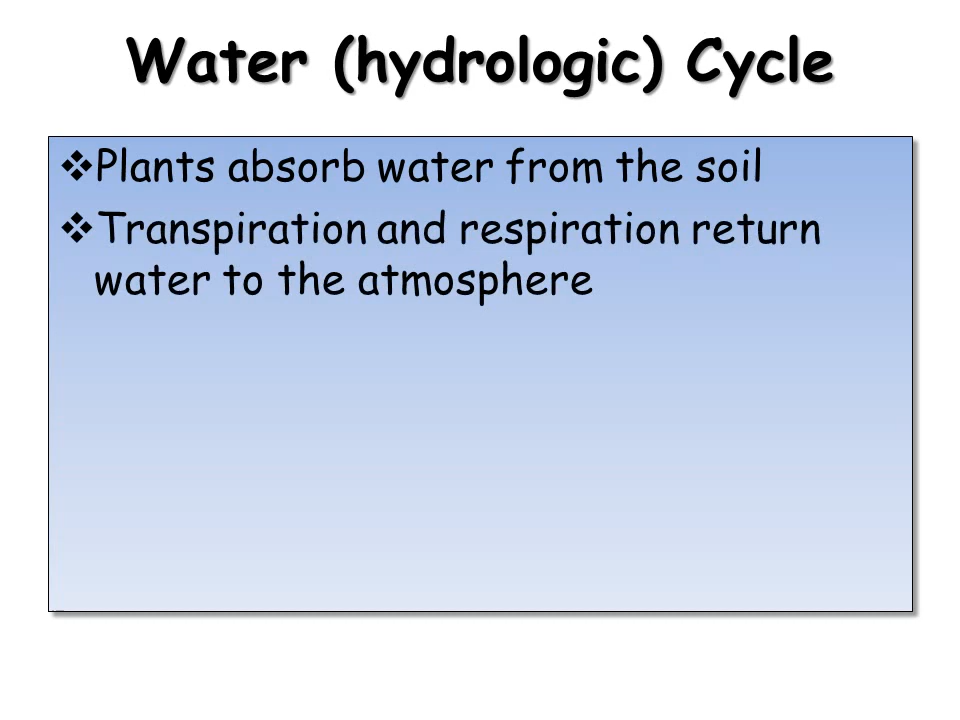 Water (hydrologic) Cycle
❖Plants absorb water from the soil
❖Transpiration and respiration return
water to the atmosphere